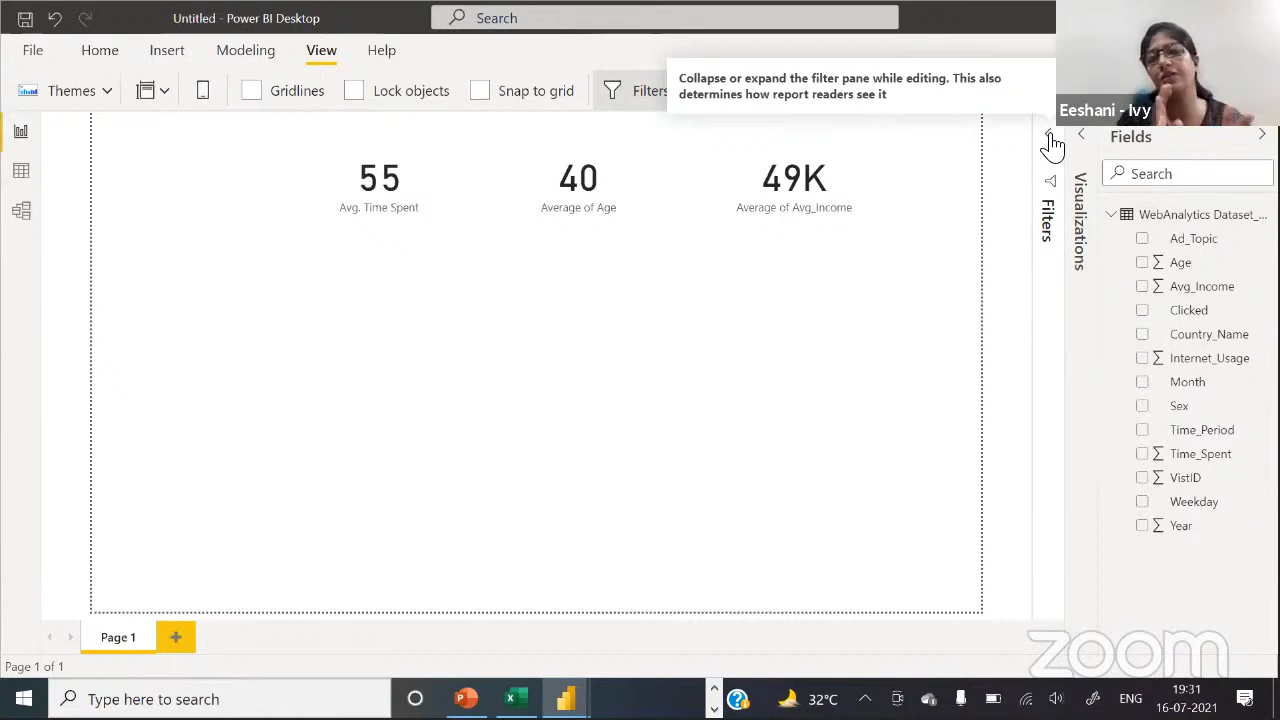 Untitled - Power BI Desktop
Search
File
Home
Insert
Modeling
View
Help
Themes
Gridlines
Lock objects
Snap to grid
Filters
Collapse or expand the filter pane while editing. This also
determines how report readers see it
Eeshani - Ivy
55
Avg. Time Spent
40
Average of Age
49K
Average of Avg_Income
Filters
Visualizations
Fields
Search
WebAnalytics Dataset_...
Ad_Topic
Age
Avg_Income
Clicked
Country_Name
Internet_Usage
Month
Sex
Time_Period
Time_Spent
VistID
Weekday
Year
Page 1
Page 1 of 1
zoom
Type here to search
32°C
ENG
19:31
16-07-2021